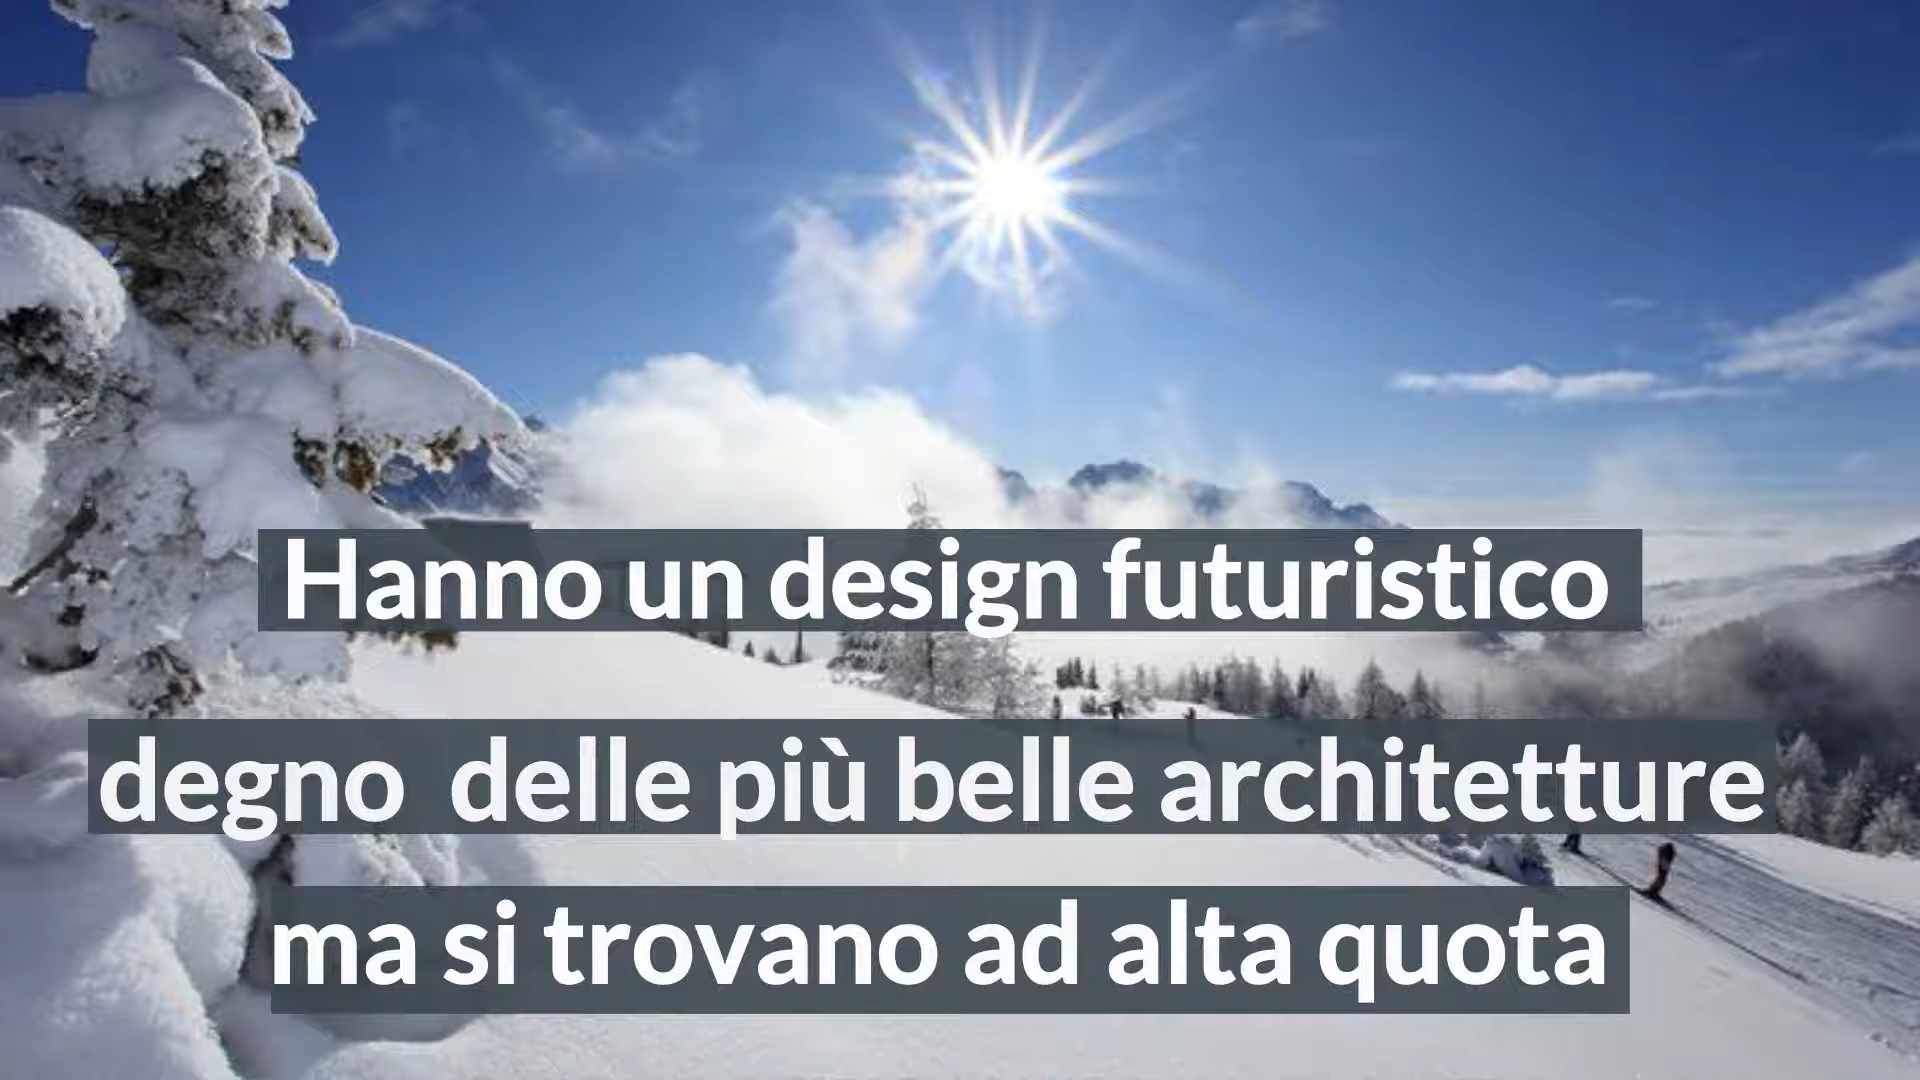 Hanno un design futuristico
degno delle più belle architetture
ma si trovano ad alta quota